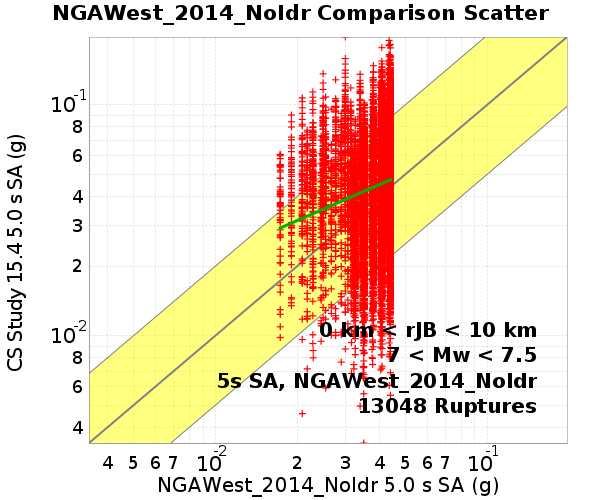 NGAWest_2014_NoIdr Comparison Scatter
CS Study 15.4 5.0 s SA (g)
10-1
8
6
4
3
2
10-2
8
6
4
0 km < rJB < 10 km
7 < Mw < 7.5
5s SA, NGAWest_2014_NoIdr
13048 Ruptures
4 5 6 7 10-2 2 3 4 5 6 7 10-1
NGAWest_2014_NoIdr 5.0 s SA (g)